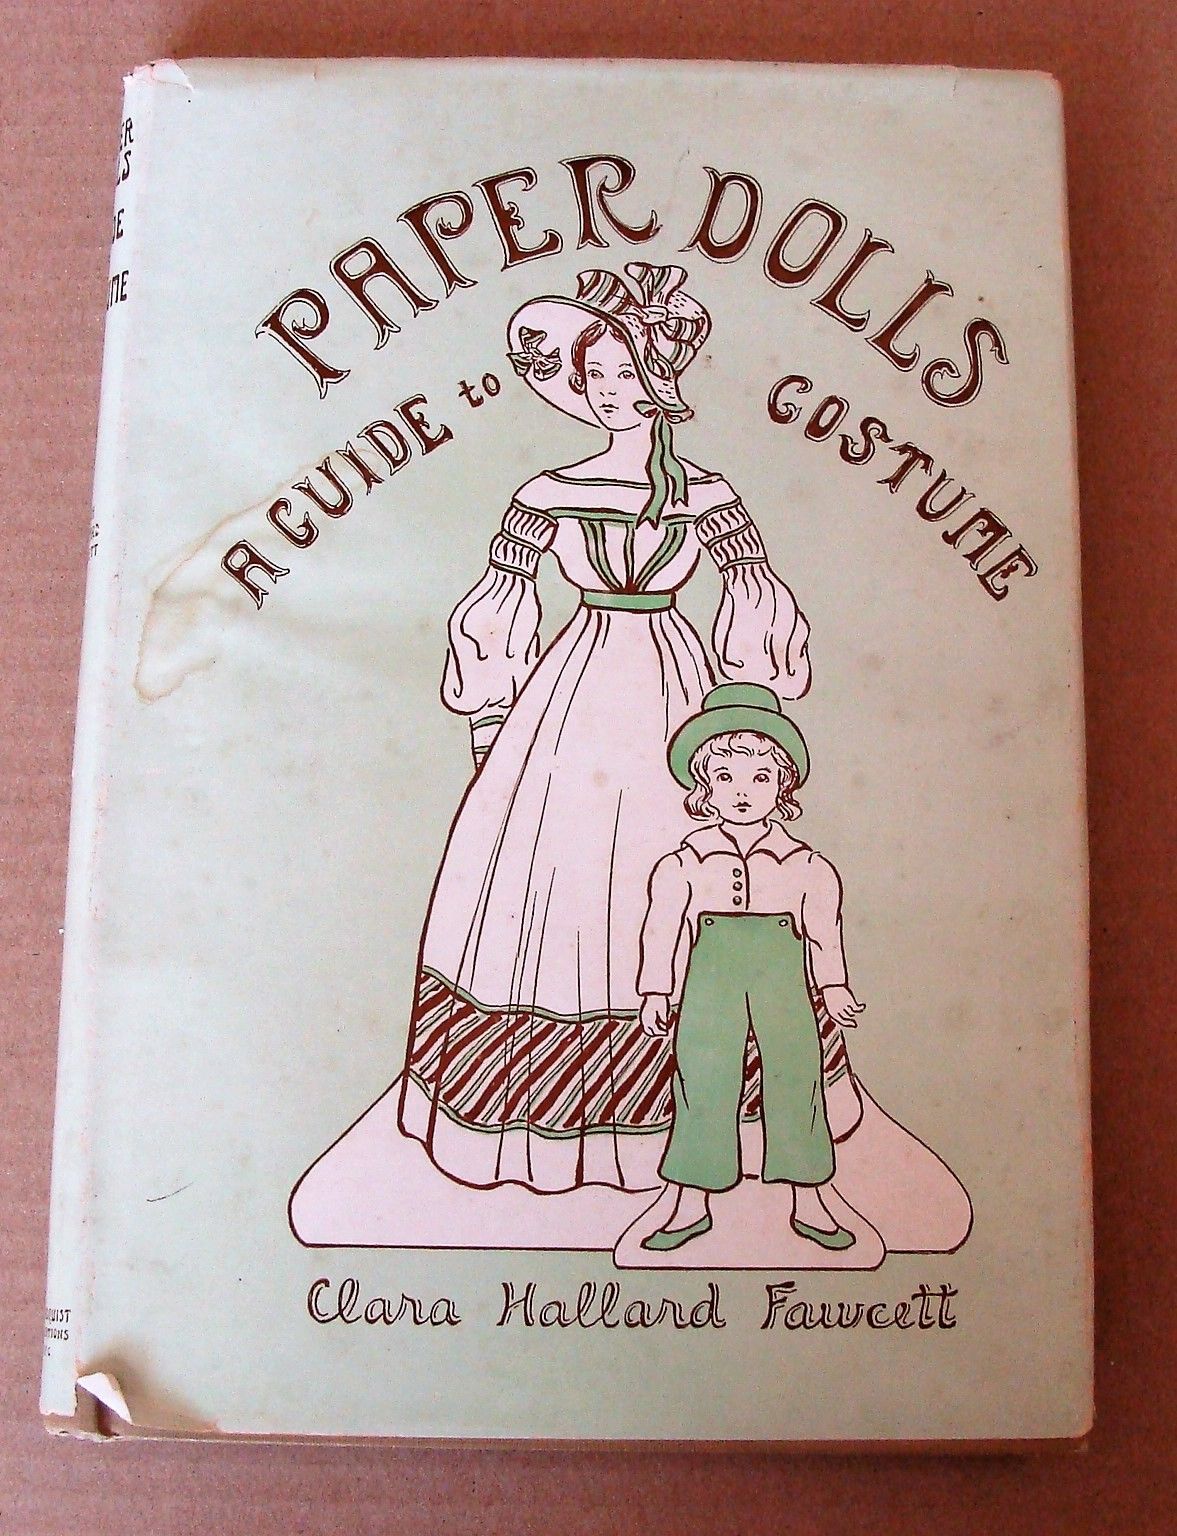 PAPER DOLLS
A GUIDE to COSTUME
Clara Hallard Fawcett